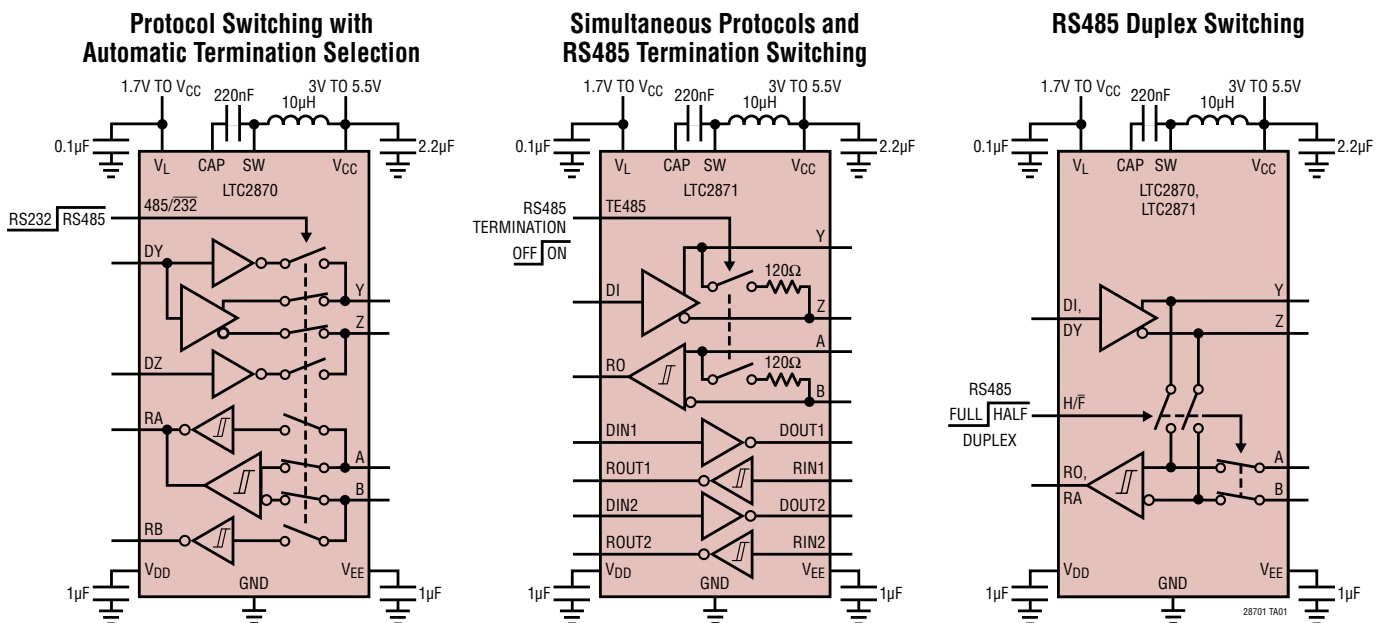 Protocol Switching with
Automatic Termination Selection
1.7V TO VCC
220nF
10µH
3V TO 5.5V
0.1µF
2.2µF
VL
CAP
SW
VCC
LTC2870
RS232
RS485
485/2̅3̅2̅
DY
Y
Z
DZ
RA
A
B
RB
VDD
VEE
GND
1µF
1µF
Simultaneous Protocols and
RS485 Termination Switching
1.7V TO VCC
220nF
10µH
3V TO 5.5V
0.1µF
2.2µF
VL
CAP
SW
VCC
LTC2871
RS485
TERMINATION
OFF
ON
TE485
Y
120Ω
DI
Z
A
RO
120Ω
B
DIN1
DOUT1
ROUT1
RIN1
DIN2
DOUT2
ROUT2
RIN2
VDD
VEE
GND
1µF
1µF
RS485 Duplex Switching
1.7V TO VCC
220nF
10µH
3V TO 5.5V
0.1µF
2.2µF
VL
CAP
SW
VCC
LTC2870,
LTC2871
DI,
DY
Y
Z
RS485
FULL
HALF
DUPLEX
H/F̅
RO,
RA
A
B
VDD
VEE
GND
1µF
1µF
28701 TA01